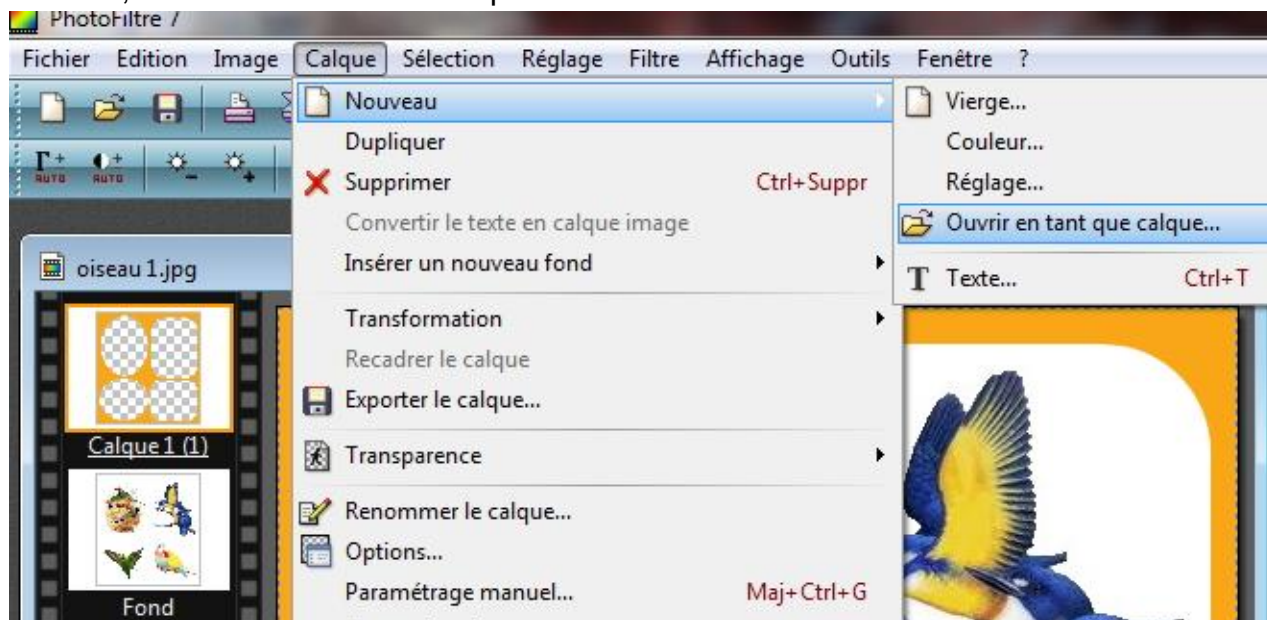 PhotoFiltre 7
Fichier Edition Image Calque Sélection Réglage Filtre Affichage Outils Fenêtre ?
Nouveau
Dupliquer
Supprimer Ctrl+Suppr
Convertir le texte en calque image
Insérer un nouveau fond
Transformation
Recadrer le calque
Exporter le calque...
Transparence
Renommer le calque...
Options...
Paramétrage manuel... Maj+Ctrl+G
Vierge...
Couleur...
Réglage...
Ouvrir en tant que calque...
T Texte... Ctrl+T
AUTO AUTO
oiseau 1.jpg
Calque 1 (1)
Fond